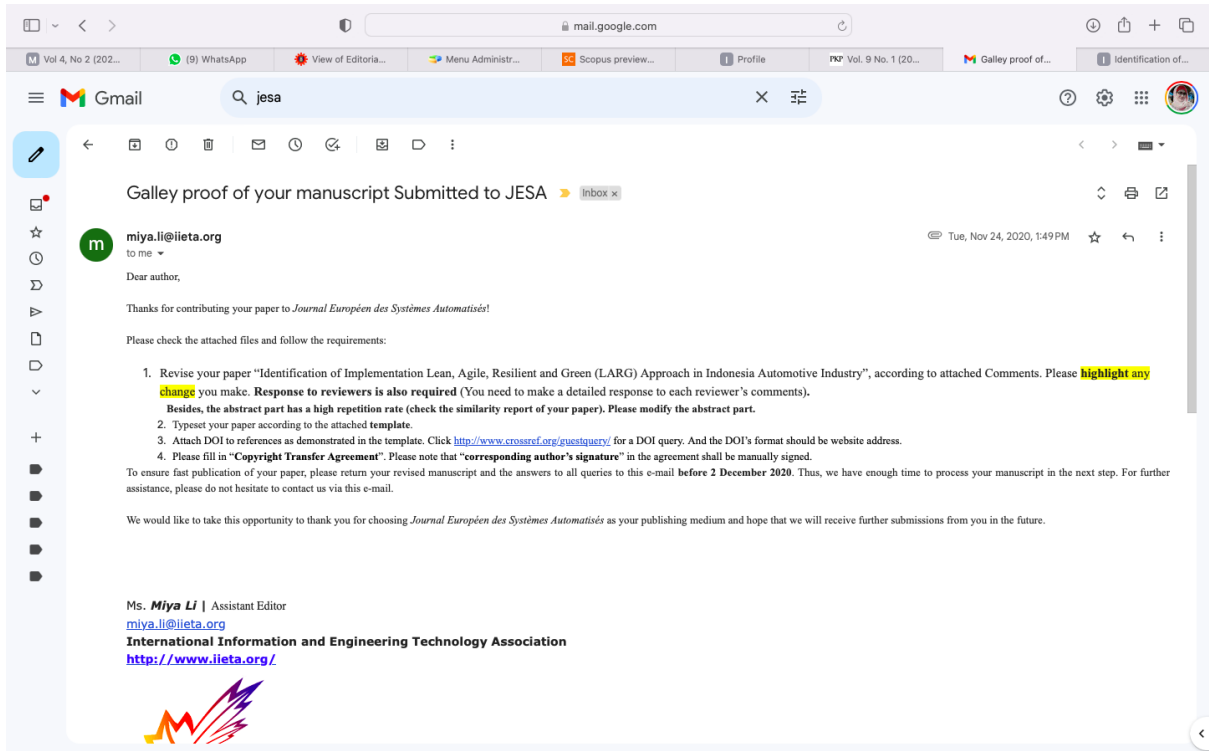 mail.google.com
Vol 4, No 2 (202...
(9) WhatsApp
View of Editoria...
Menu Administr...
SC Scopus preview...
Profile
PKP Vol. 9 No. 1 (20...
Galley proof of...
Identification of...
Gmail
jesa
Galley proof of your manuscript Submitted to JESA
Inbox ×
m
miya.li@iieta.org
Tue, Nov 24, 2020, 1:49 PM
to me
Dear author,
Thanks for contributing your paper to Journal Européen des Systèmes Automatisés!
Please check the attached files and follow the requirements:
1. Revise your paper “Identification of Implementation Lean, Agile, Resilient and Green (LARG) Approach in Indonesia Automotive Industry”, according to attached Comments. Please highlight any
change you make. Response to reviewers is also required (You need to make a detailed response to each reviewer’s comments).
Besides, the abstract part has a high repetition rate (check the similarity report of your paper). Please modify the abstract part.
2. Typeset your paper according to the attached template.
3. Attach DOI to references as demonstrated in the template. Click http://www.crossref.org/guestquery/ for a DOI query. And the DOI’s format should be website address.
4. Please fill in “Copyright Transfer Agreement”. Please note that “corresponding author’s signature” in the agreement shall be manually signed.
To ensure fast publication of your paper, please return your revised manuscript and the answers to all queries to this e-mail before 2 December 2020. Thus, we have enough time to process your manuscript in the next step. For further
assistance, please do not hesitate to contact us via this e-mail.
We would like to take this opportunity to thank you for choosing Journal Européen des Systèmes Automatisés as your publishing medium and hope that we will receive further submissions from you in the future.
Ms. Miya Li | Assistant Editor
miya.li@iieta.org
International Information and Engineering Technology Association
http://www.iieta.org/